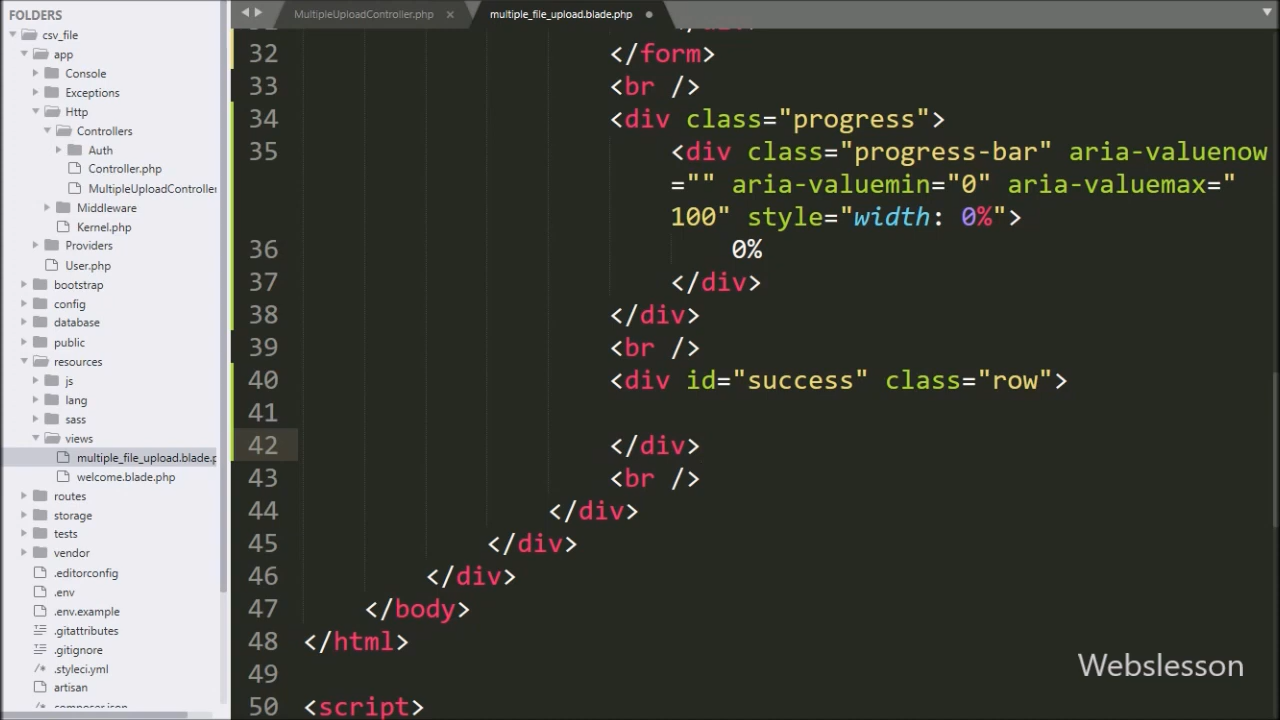 FOLDERS
csv_file
app
Console
Exceptions
Http
Controllers
Auth
Controller.php
MultipleUploadController
Middleware
Kernel.php
Providers
User.php
bootstrap
config
database
public
resources
js
lang
sass
views
multiple_file_upload.blade.p
welcome.blade.php
routes
storage
tests
vendor
.editorconfig
.env
.env.example
.gitattributes
.gitignore
.styleci.yml
artisan
composer.json
MultipleUploadController.php ×
multiple_file_upload.blade.php
32 </form>
33 <br />
34 <div class="progress">
35 <div class="progress-bar" aria-valuenow
="" aria-valuemin="0" aria-valuemax="
100" style="width: 0%">
36 0%
37 </div>
38 </div>
39 <br />
40 <div id="success" class="row">
41
42 </div>
43 <br />
44 </div>
45 </div>
46 </div>
47 </body>
48 </html>
49
50 <script>
Webslesson